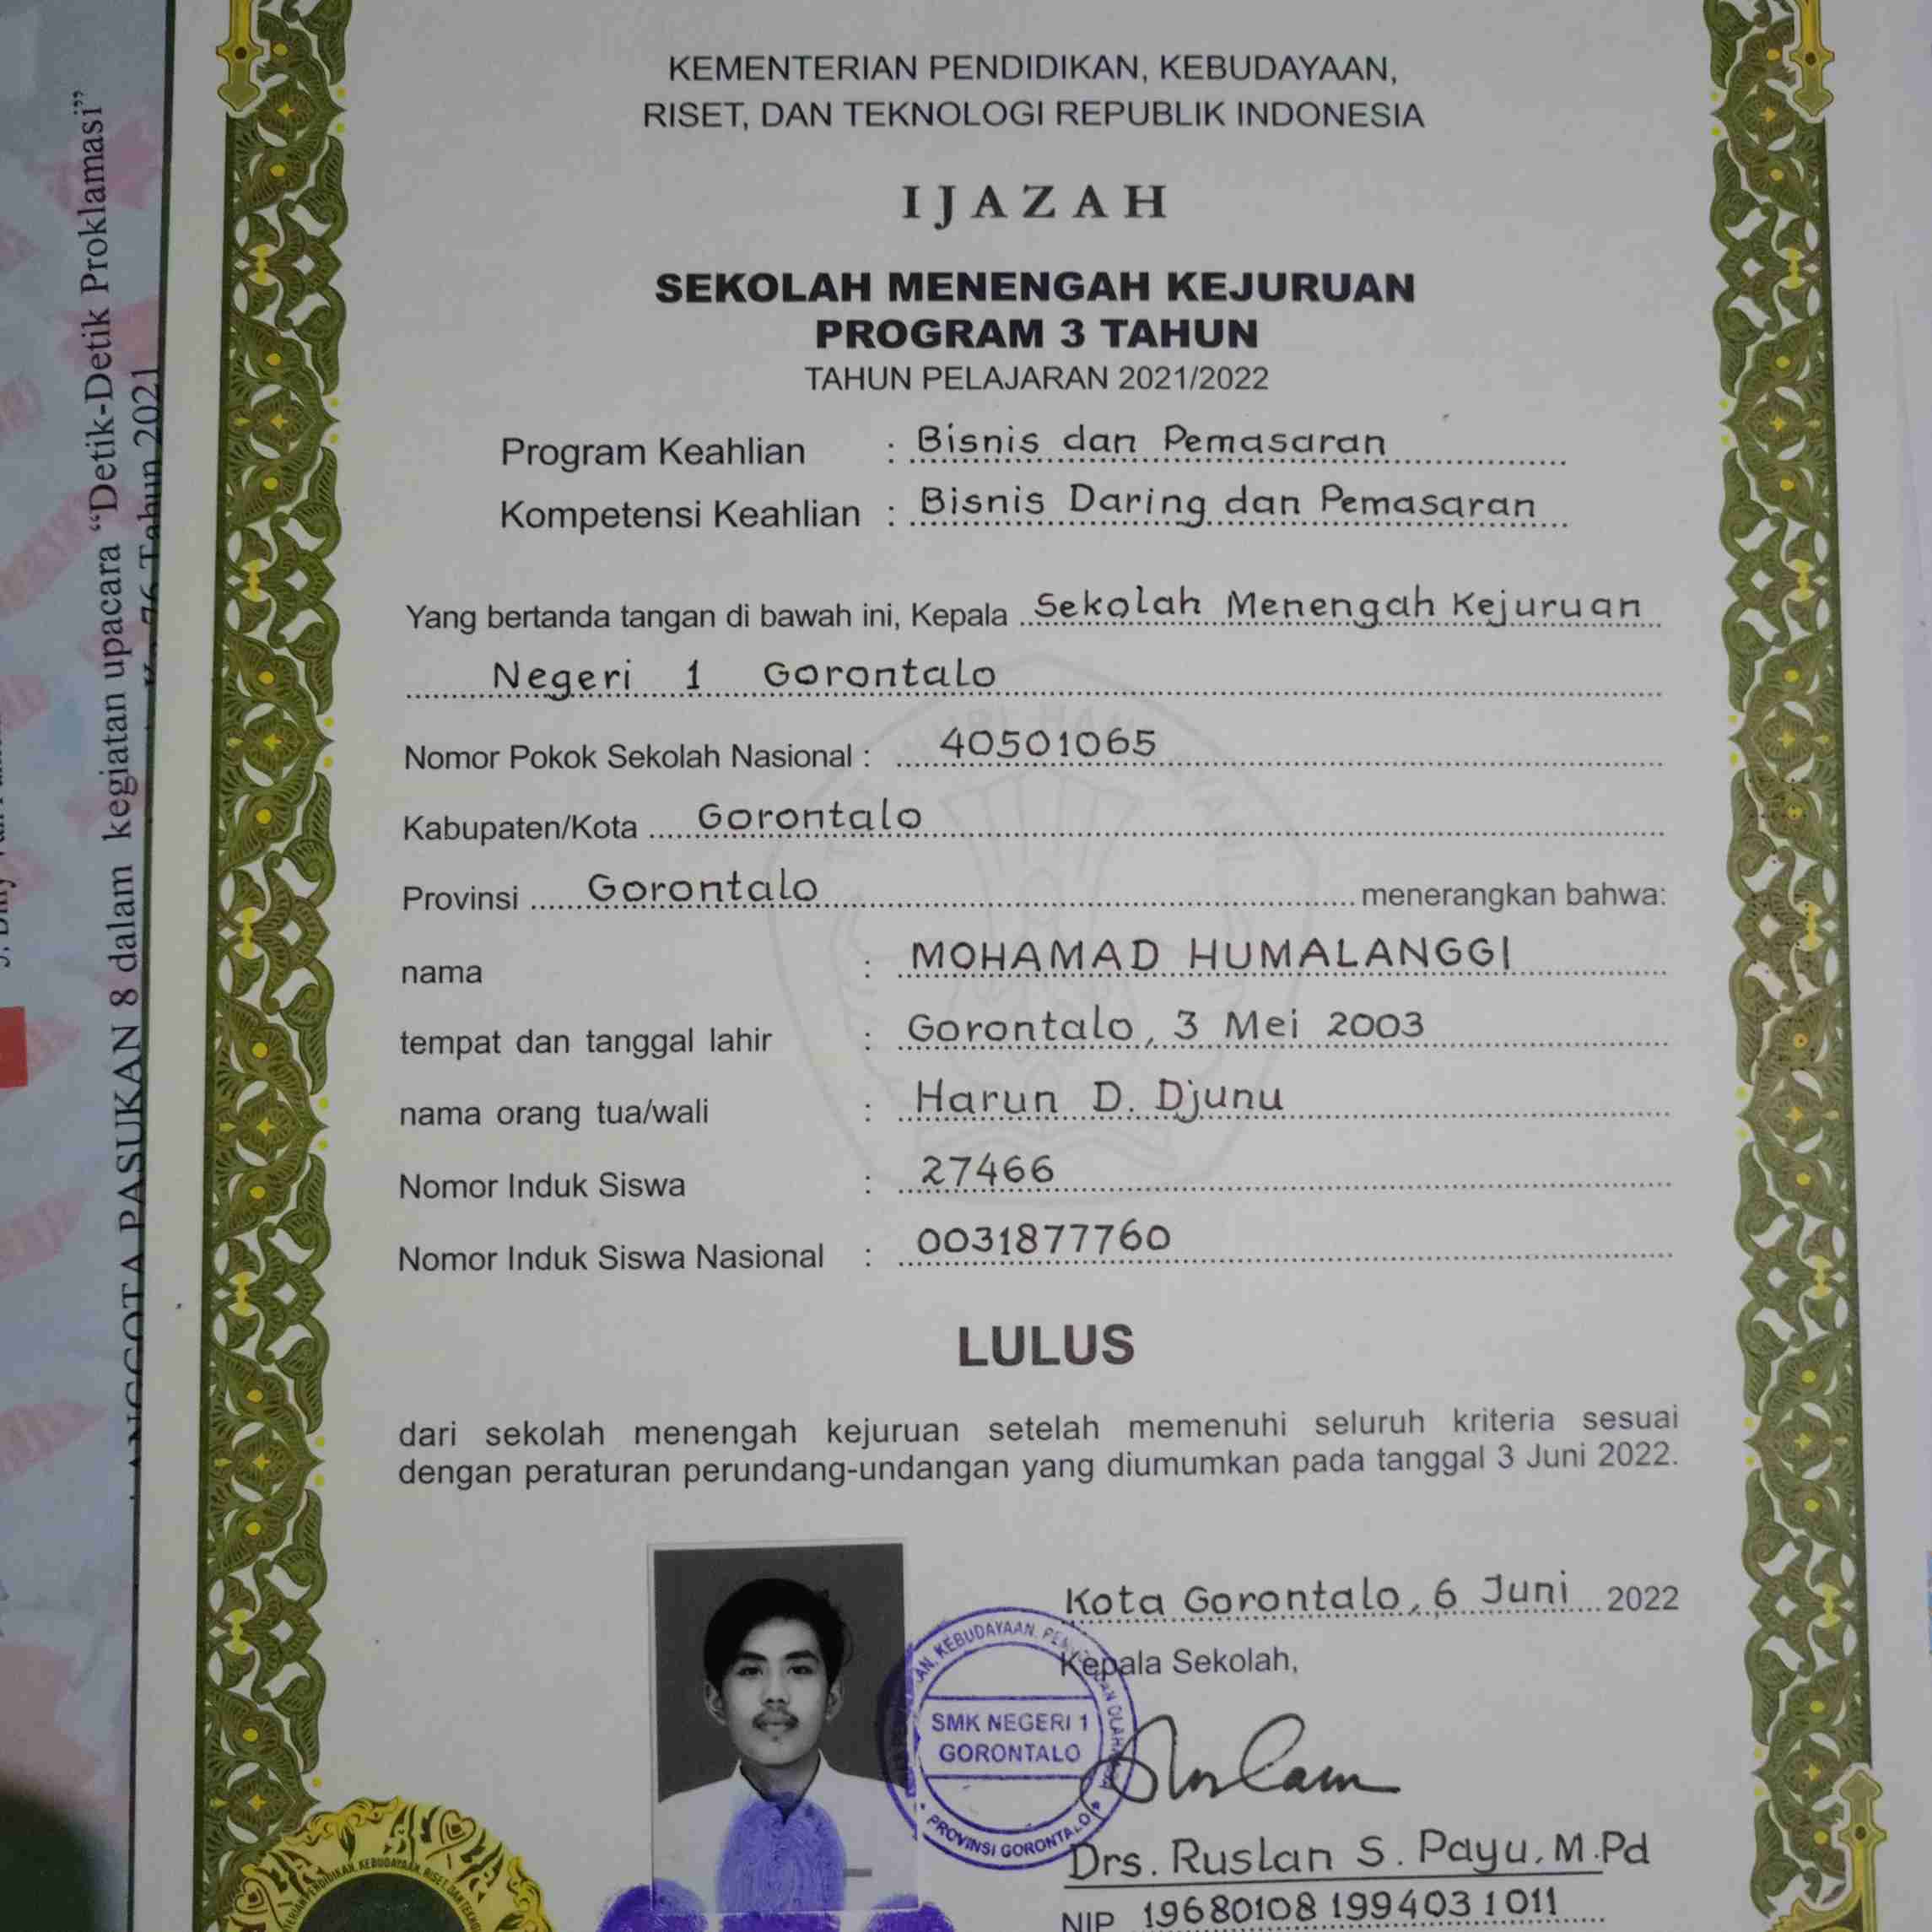 KEMENTERIAN PENDIDIKAN, KEBUDAYAAN,
RISET, DAN TEKNOLOGI REPUBLIK INDONESIA
IJAZAH
SEKOLAH MENENGAH KEJURUAN
PROGRAM 3 TAHUN
TAHUN PELAJARAN 2021/2022
Program Keahlian : Bisnis dan Pemasaran
Kompetensi Keahlian : Bisnis Daring dan Pemasaran
Yang bertanda tangan di bawah ini, Kepala Sekolah Menengah Kejuruan
Negeri 1 Gorontalo
Nomor Pokok Sekolah Nasional : 40501065
Kabupaten/Kota Gorontalo
Provinsi Gorontalo menerangkan bahwa:
nama : MOHAMAD HUMALANGGI
tempat dan tanggal lahir : Gorontalo, 3 Mei 2003
nama orang tua/wali : Harun D. Djunu
Nomor Induk Siswa : 27466
Nomor Induk Siswa Nasional : 0031877760
LULUS
dari sekolah menengah kejuruan setelah memenuhi seluruh kriteria sesuai
dengan peraturan perundang-undangan yang diumumkan pada tanggal 3 Juni 2022.
Kota Gorontalo, 6 Juni 2022
Kepala Sekolah,
KEBUDAYAAN,
SMK NEGERI 1
GORONTALO
PROVINSI GORONTALO
Drs. Ruslan S. Payu, M.Pd
NIP 19680108 199403 1 011
PENDIDIKAN, KEBUDAYAAN, RISET, DAN
ANGGOTA PASUKAN 8 dalam kegiatan upacara “Detik-Detik Proklamasi”
76 Tahun 2021